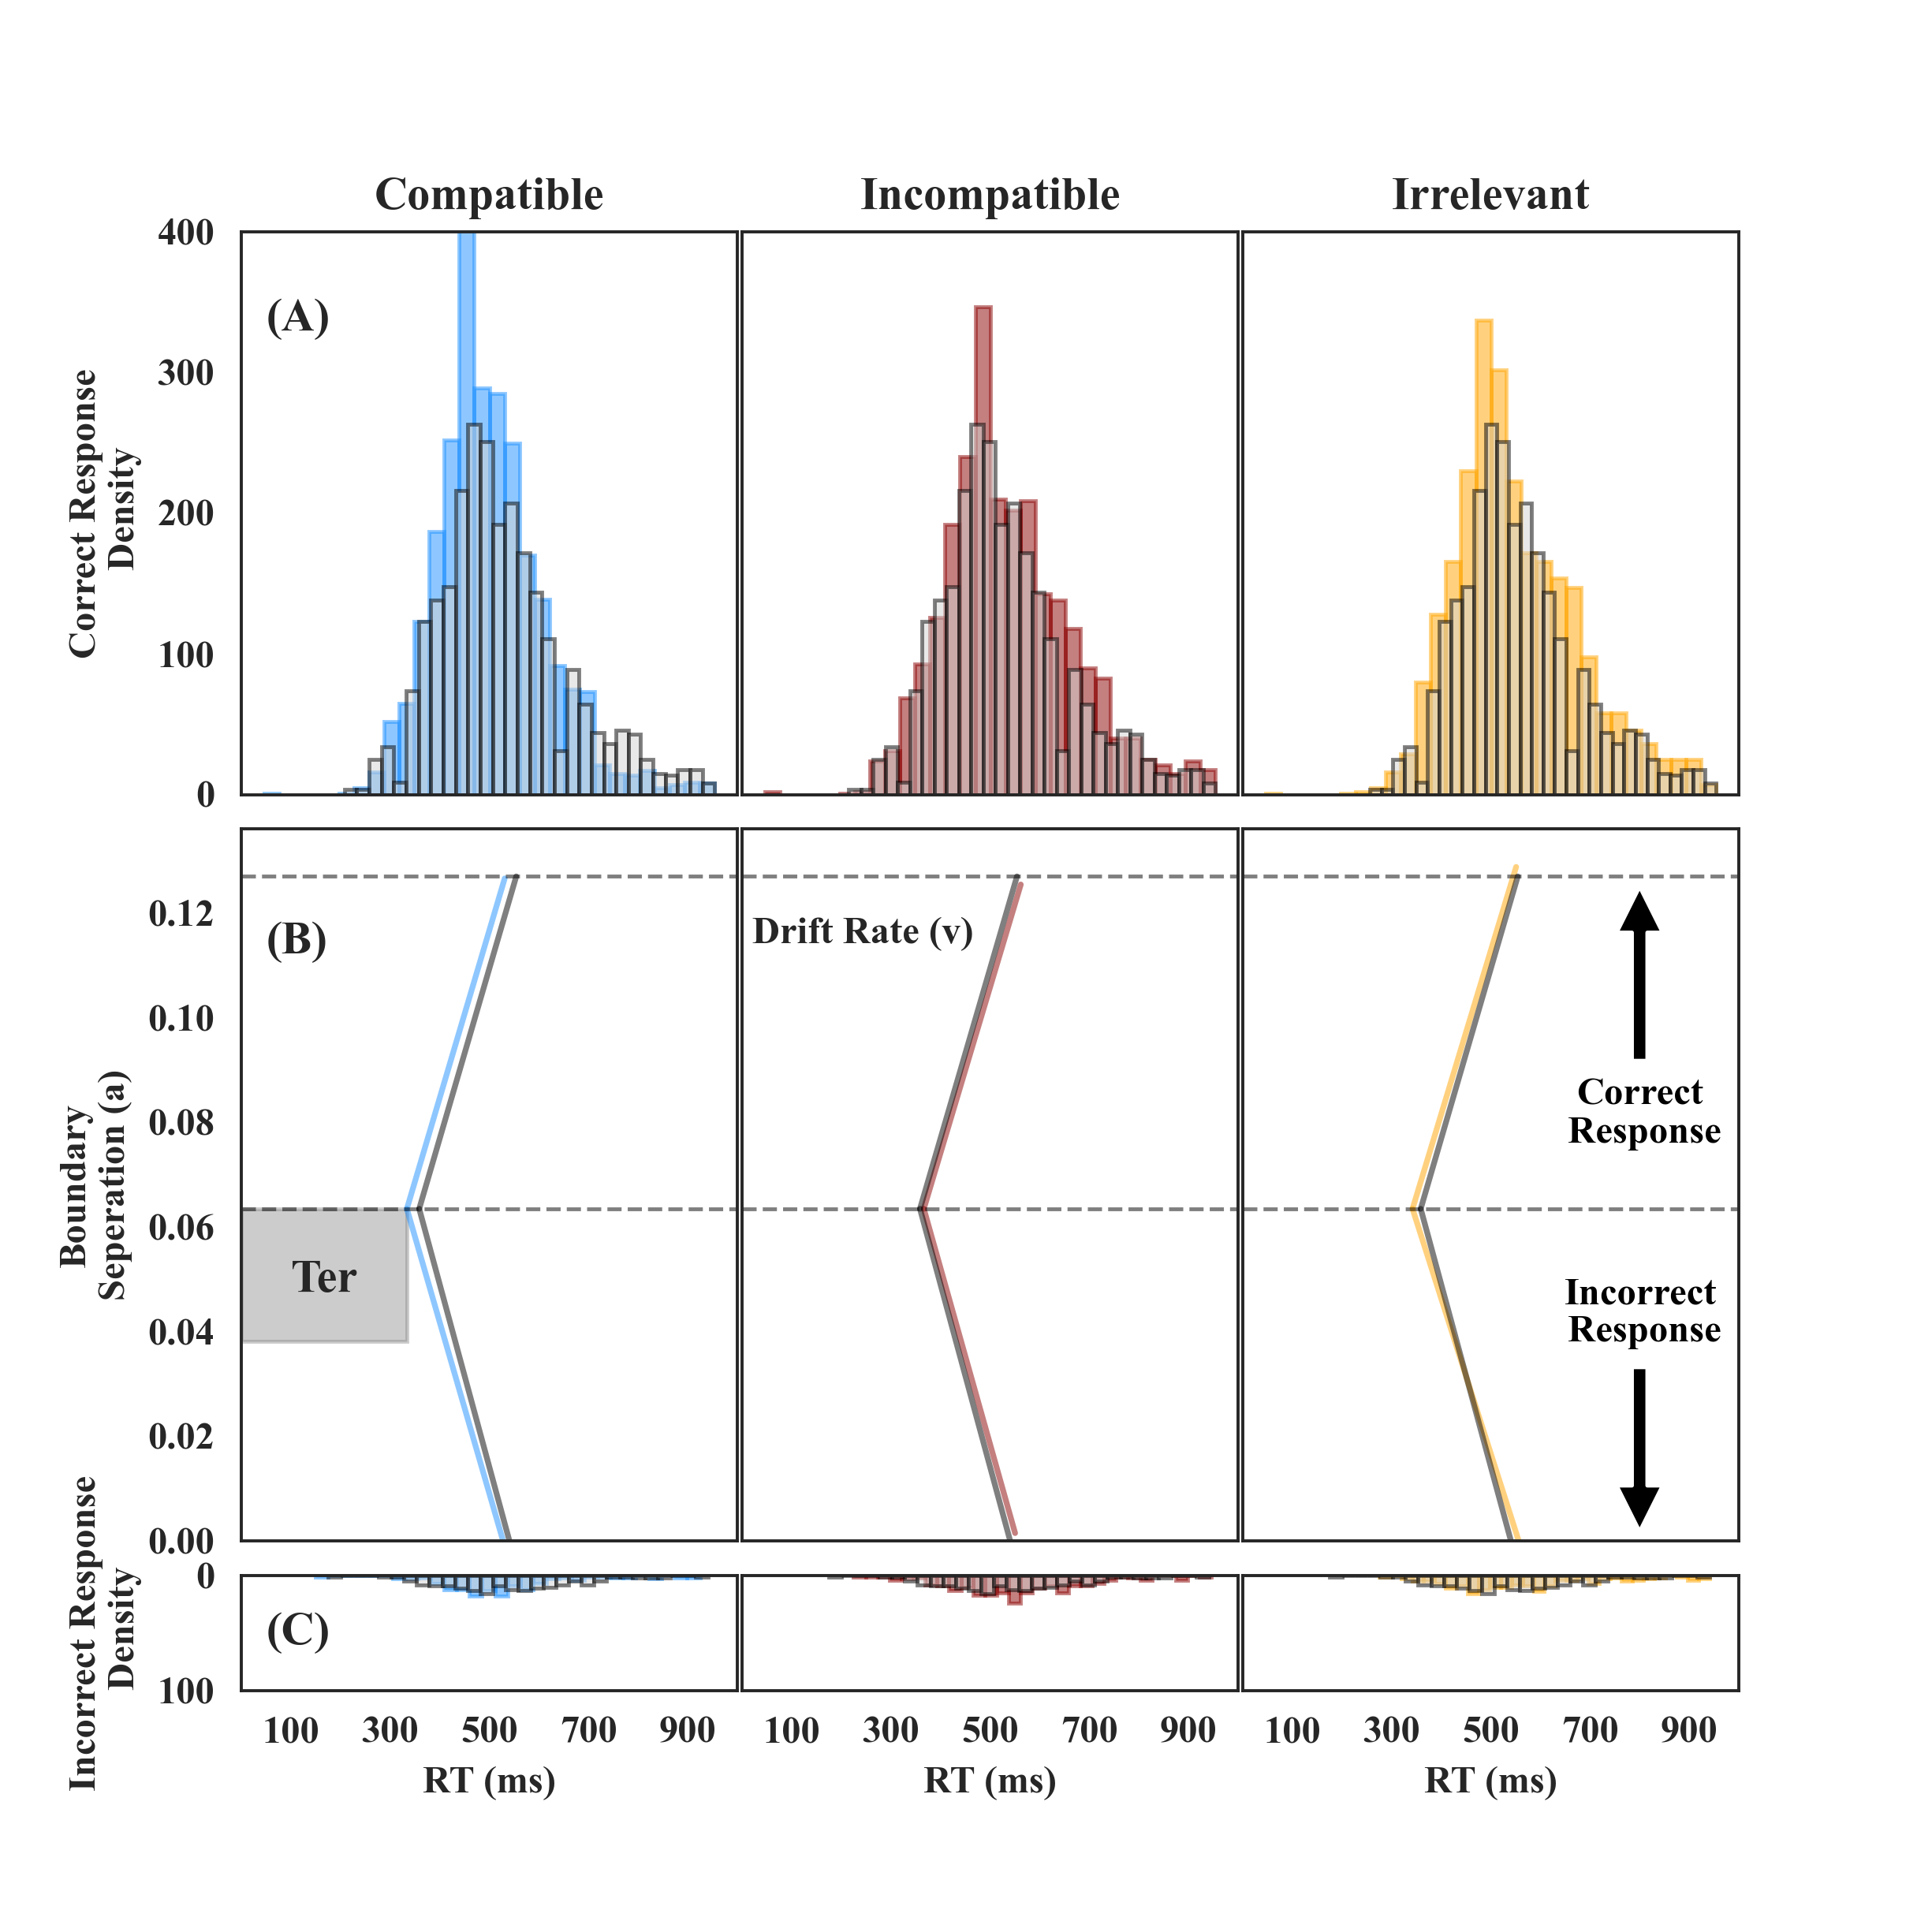 Compatible
Incompatible
Irrelevant
Correct Response
Density
400
300
200
100
0
(A)
Boundary
Seperation (a)
0.12
0.10
0.08
0.06
0.04
0.02
0.00
(B)
Ter
Drift Rate (v)
Correct
Response
Incorrect
Response
Incorrect Response
Density
0
100
(C)
100 300 500 700 900
100 300 500 700 900
100 300 500 700 900
RT (ms)
RT (ms)
RT (ms)